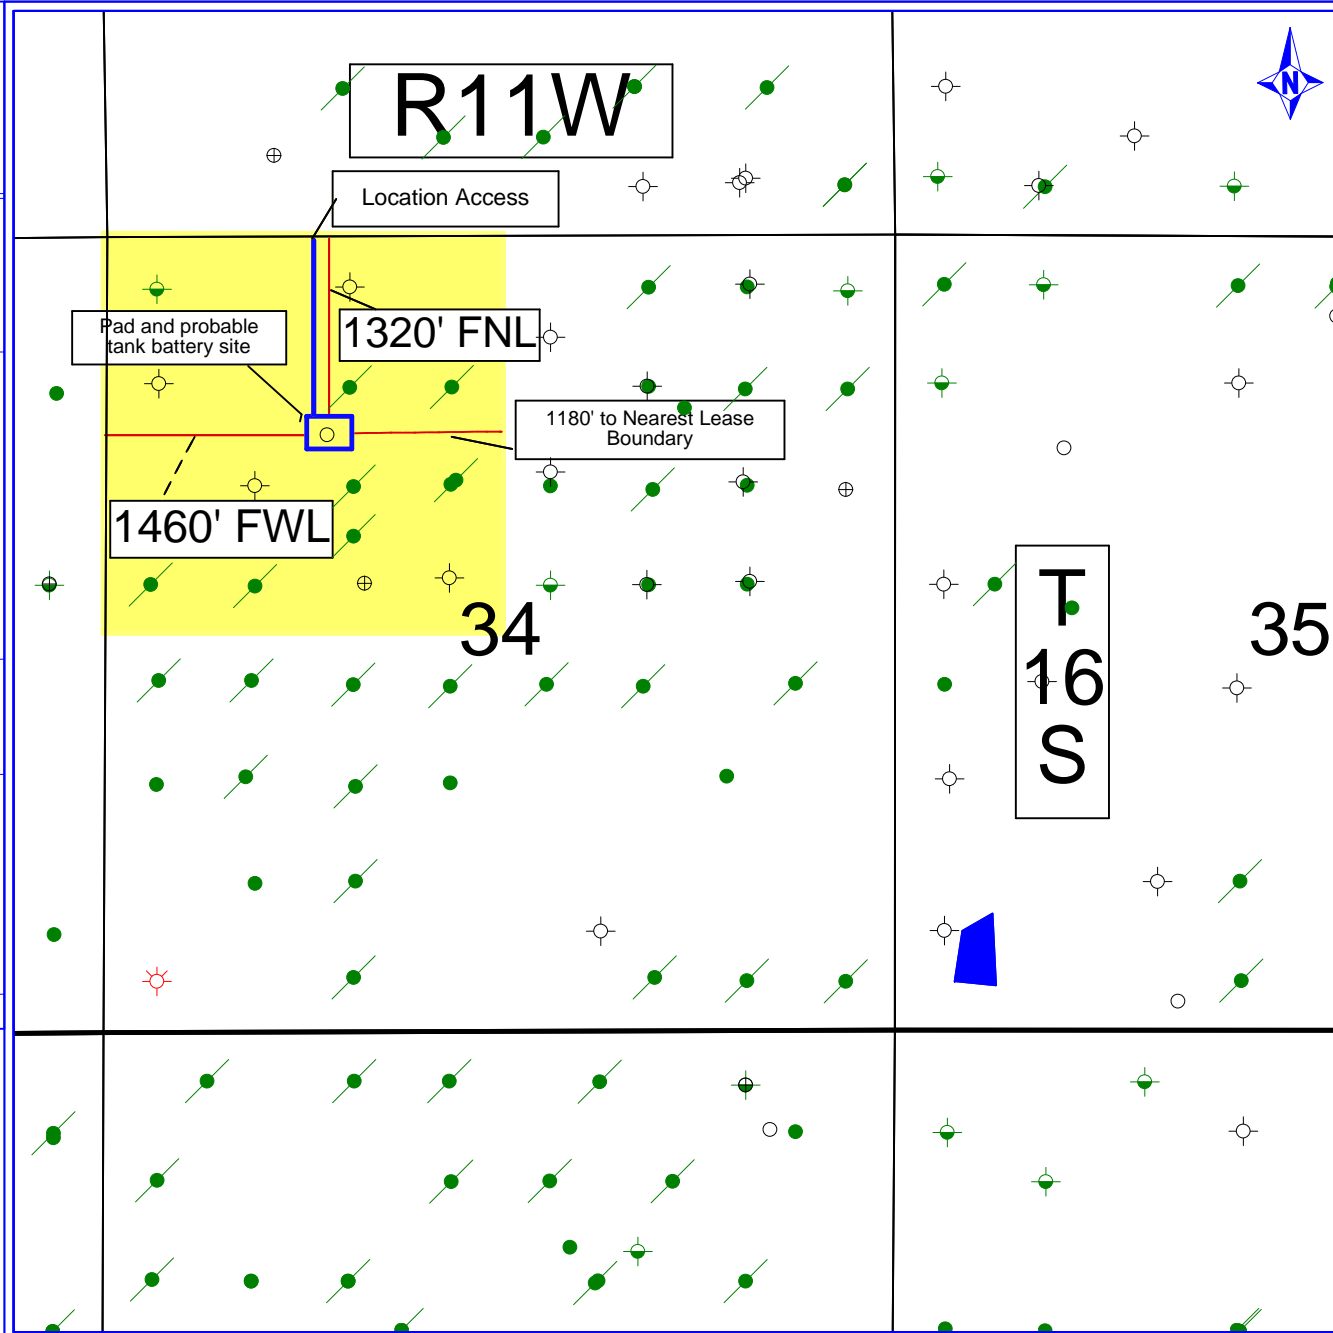 R11W
N
Location Access
Pad and probable
tank battery site
1320' FNL
1180' to Nearest Lease
Boundary
1460' FWL
34
T
16
S
35